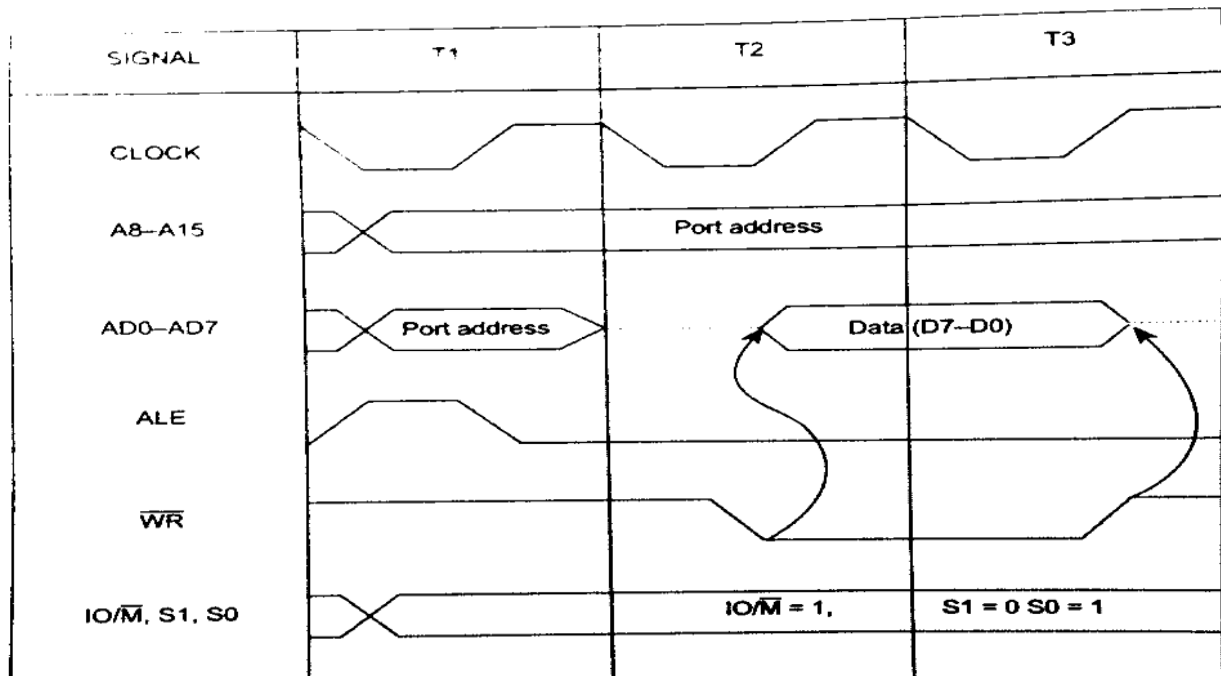 SIGNAL T1 T2 T3
CLOCK
A8–A15 Port address
AD0–AD7 Port address Data (D7–D0)
ALE
W̅R̅
IO/M̅, S1, S0 IO/M̅ = 1, S1 = 0 S0 = 1